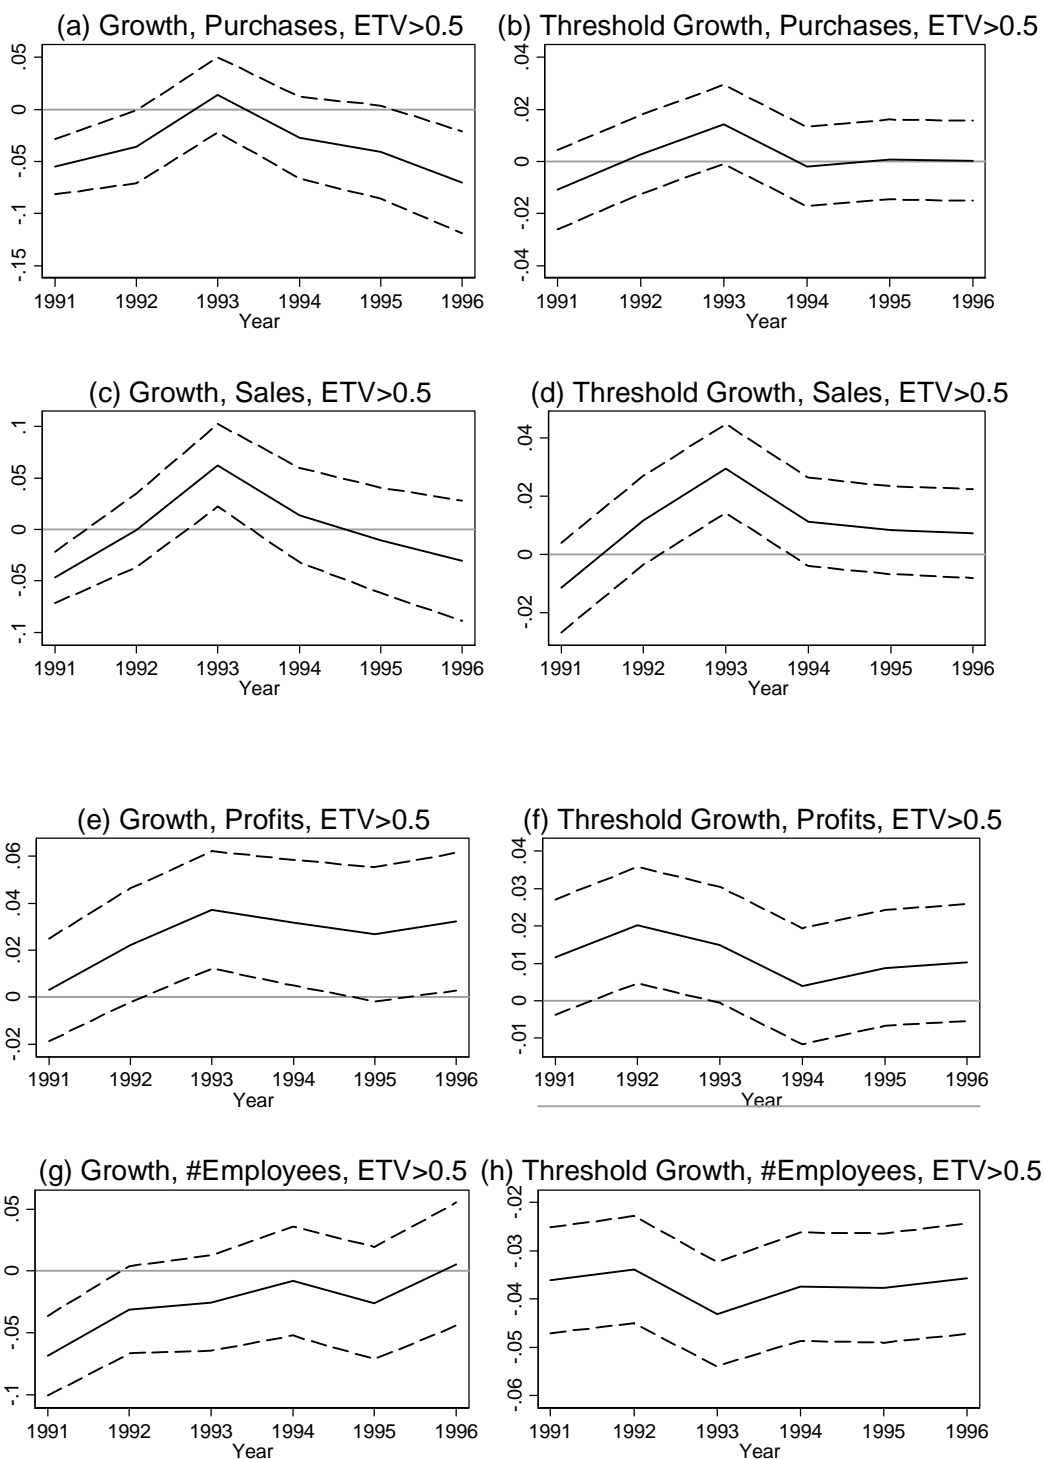 (a) Growth, Purchases, ETV>0.5
.05
0
-.05
-.1
-.15
1991 1992 1993 1994 1995 1996
Year
(b) Threshold Growth, Purchases, ETV>0.5
.04
.02
0
-.02
-.04
1991 1992 1993 1994 1995 1996
Year
(c) Growth, Sales, ETV>0.5
.1
.05
0
-.05
-.1
1991 1992 1993 1994 1995 1996
Year
(d) Threshold Growth, Sales, ETV>0.5
.04
.02
0
-.02
1991 1992 1993 1994 1995 1996
Year
(e) Growth, Profits, ETV>0.5
.06
.04
.02
0
-.02
1991 1992 1993 1994 1995 1996
Year
(f) Threshold Growth, Profits, ETV>0.5
.04
.03
.02
.01
0
-.01
1991 1992 1993 1994 1995 1996
Year
(g) Growth, #Employees, ETV>0.5
.05
0
-.05
-.1
1991 1992 1993 1994 1995 1996
Year
(h) Threshold Growth, #Employees, ETV>0.5
-.02
-.03
-.04
-.05
-.06
1991 1992 1993 1994 1995 1996
Year